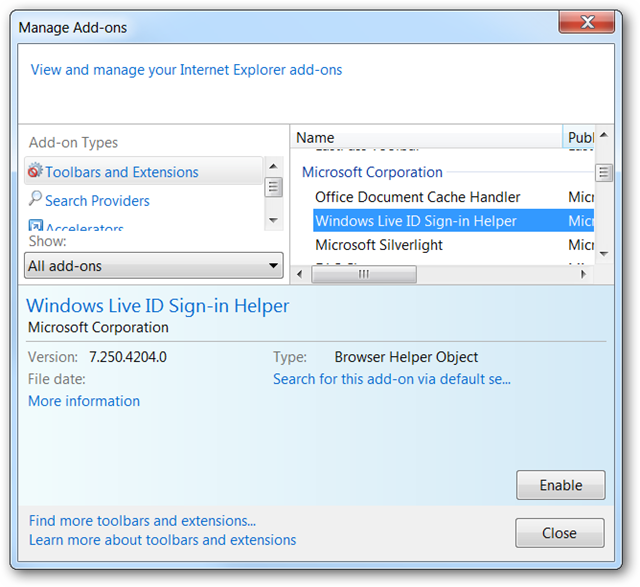 Manage Add-ons
View and manage your Internet Explorer add-ons
Add-on Types
Toolbars and Extensions
Search Providers
Accelerators
Show:
All add-ons
Name Publ
Microsoft Corporation
Office Document Cache Handler Micr
Windows Live ID Sign-in Helper Micr
Microsoft Silverlight Micr
Windows Live ID Sign-in Helper
Microsoft Corporation
Version: 7.250.4204.0 Type: Browser Helper Object
File date: Search for this add-on via default se...
More information
Enable
Find more toolbars and extensions...
Learn more about toolbars and extensions
Close